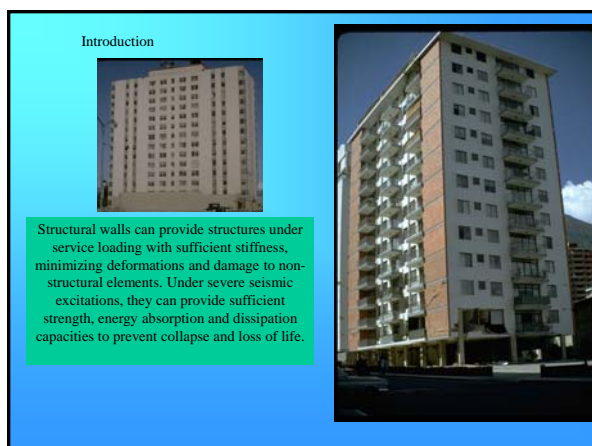 Introduction
Structural walls can provide structures under
service loading with sufficient stiffness,
minimizing deformations and damage to non-
structural elements. Under severe seismic
excitations, they can provide sufficient
strength, energy absorption and dissipation
capacities to prevent collapse and loss of life.